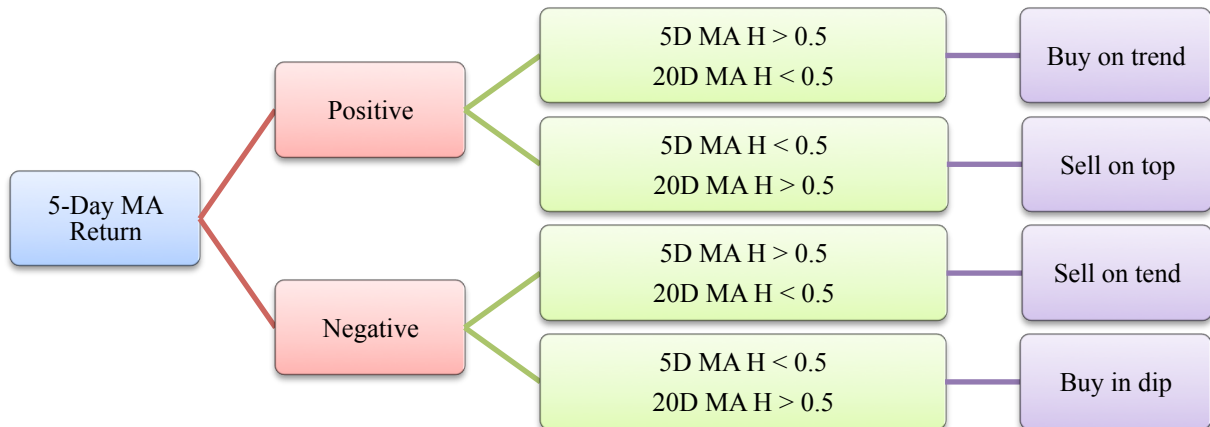 5-Day MA
Return
Positive
5D MA H > 0.5
20D MA H < 0.5
Buy on trend
5D MA H < 0.5
20D MA H > 0.5
Sell on top
Negative
5D MA H > 0.5
20D MA H < 0.5
Sell on tend
5D MA H < 0.5
20D MA H > 0.5
Buy in dip